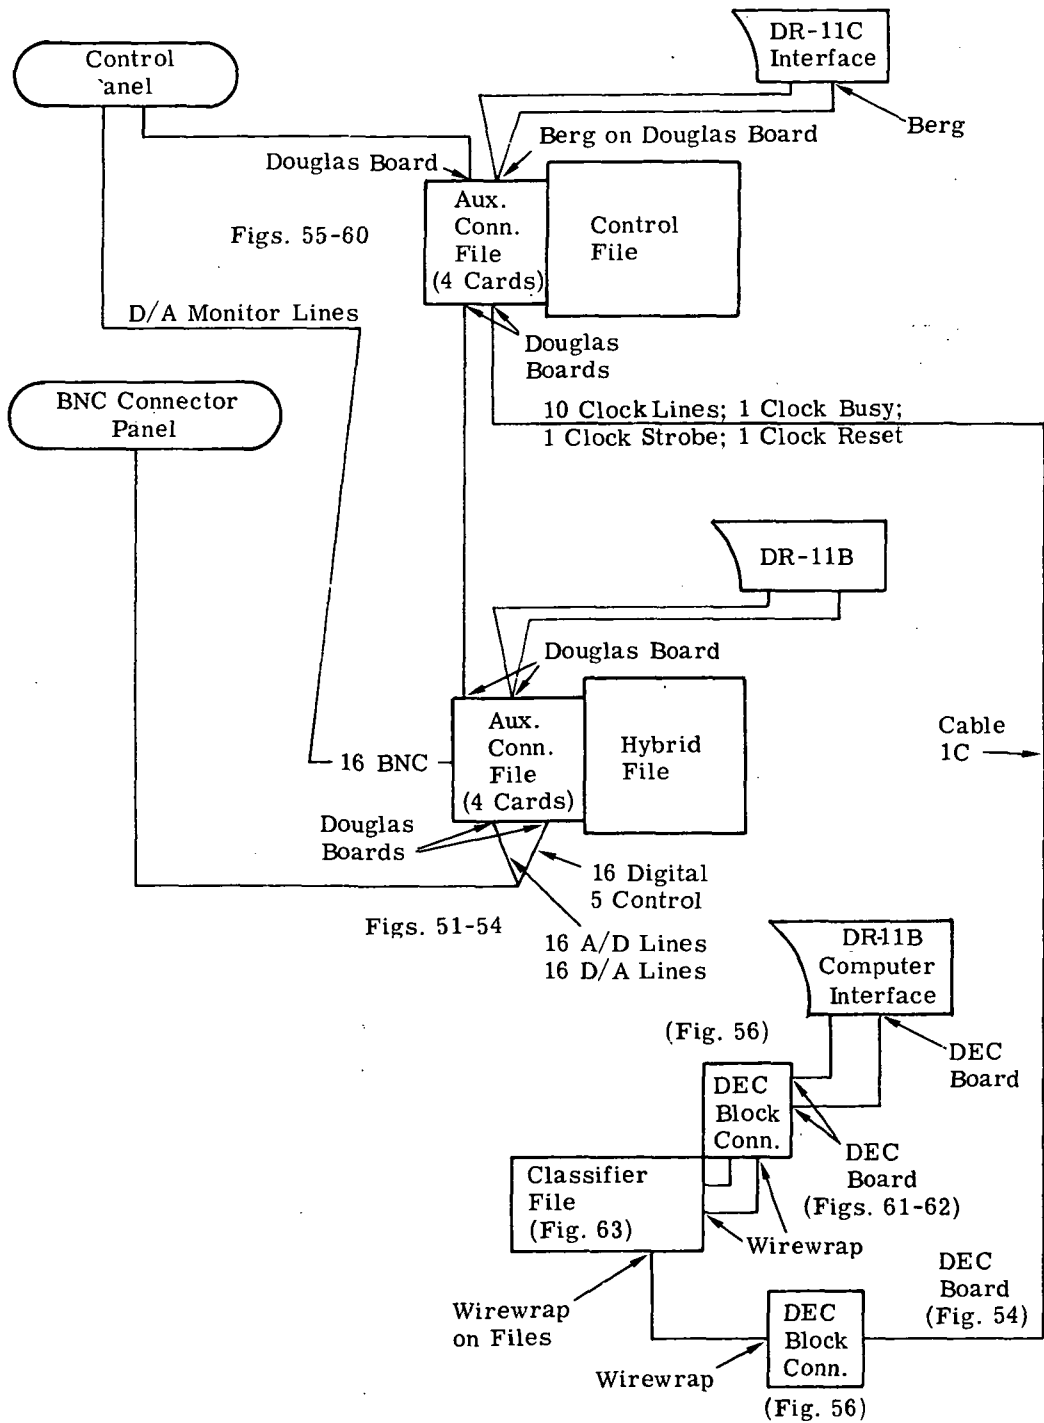 DR-11C
Interface
Control
anel
Berg
Berg on Douglas Board
Douglas Board
Aux.
Conn.
File
(4 Cards)
Control
File
Figs. 55-60
D/A Monitor Lines
Douglas
Boards
BNC Connector
Panel
10 Clock Lines; 1 Clock Busy;
1 Clock Strobe; 1 Clock Reset
DR-11B
Douglas Board
Aux.
Conn.
File
(4 Cards)
Hybrid
File
Cable
1C
16 BNC
Douglas
Boards
16 Digital
5 Control
Figs. 51-54
16 A/D Lines
16 D/A Lines
DR-11B
Computer
Interface
(Fig. 56)
DEC
Board
DEC
Block
Conn.
DEC
Board
(Figs. 61-62)
Classifier
File
(Fig. 63)
Wirewrap
DEC
Board
(Fig. 54)
Wirewrap
on Files
DEC
Block
Conn.
Wirewrap
(Fig. 56)